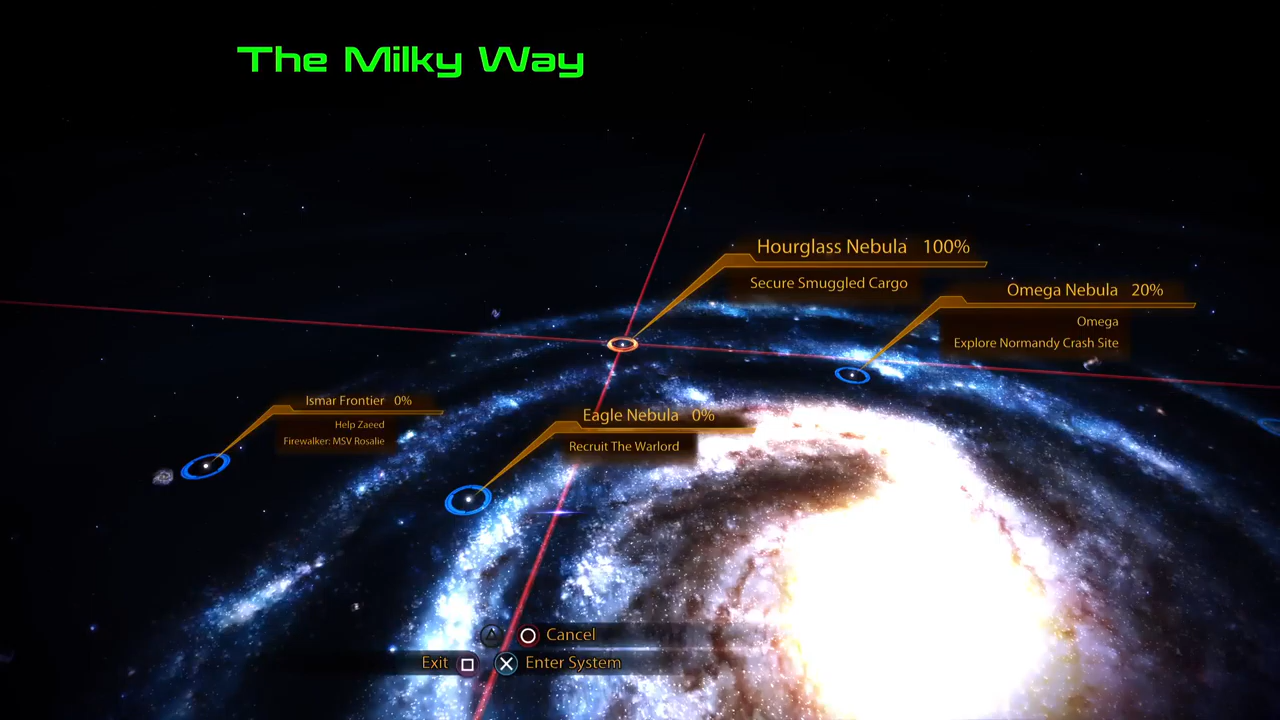 The Milky Way
Hourglass Nebula 100%
Secure Smuggled Cargo
Omega Nebula 20%
Omega
Explore Normandy Crash Site
Ismar Frontier 0%
Help Zaeed
Firewalker: MSV Rosalie
Eagle Nebula 0%
Recruit The Warlord
Cancel
Exit
Enter System